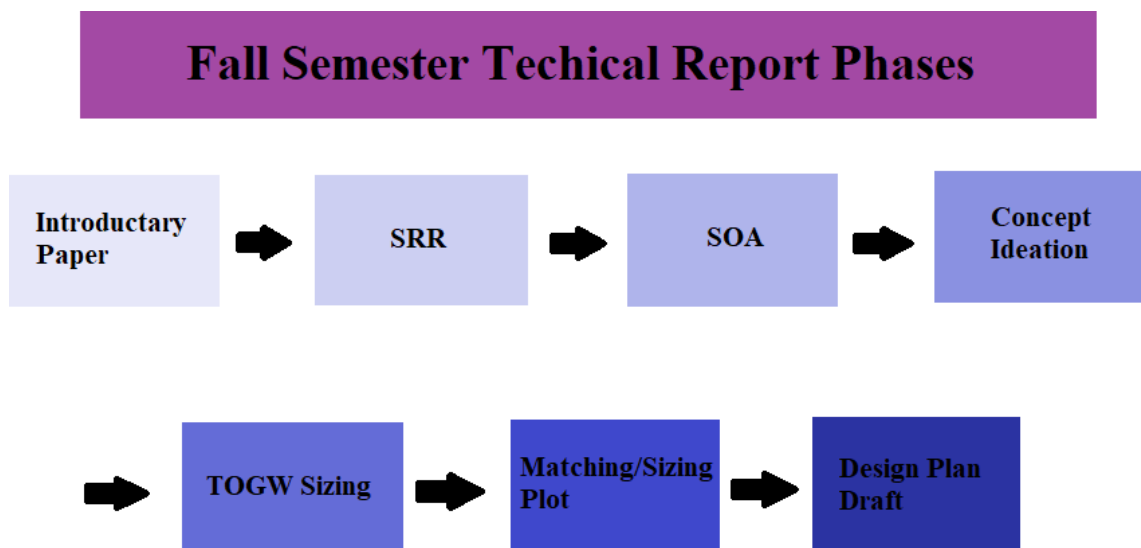 Fall Semester Techical Report Phases
Introductary
Paper
SRR
SOA
Concept
Ideation
TOGW Sizing
Matching/Sizing
Plot
Design Plan
Draft